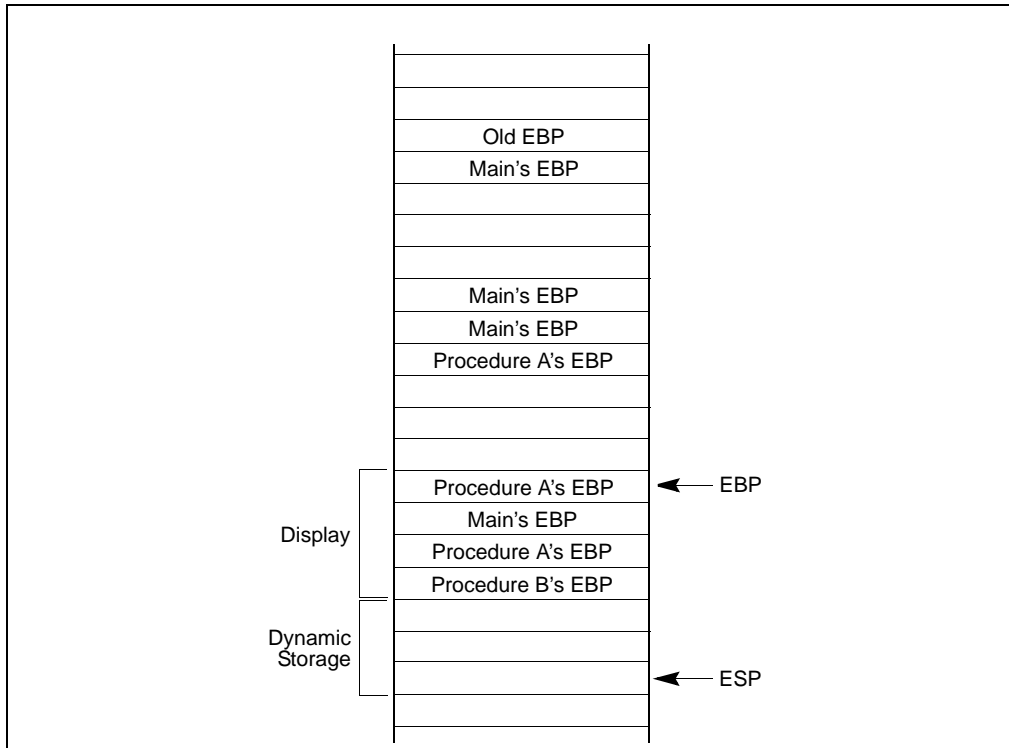 Old EBP
Main's EBP
Main's EBP
Main's EBP
Procedure A's EBP
Procedure A's EBP
EBP
Main's EBP
Display
Procedure A's EBP
Procedure B's EBP
Dynamic
Storage
ESP